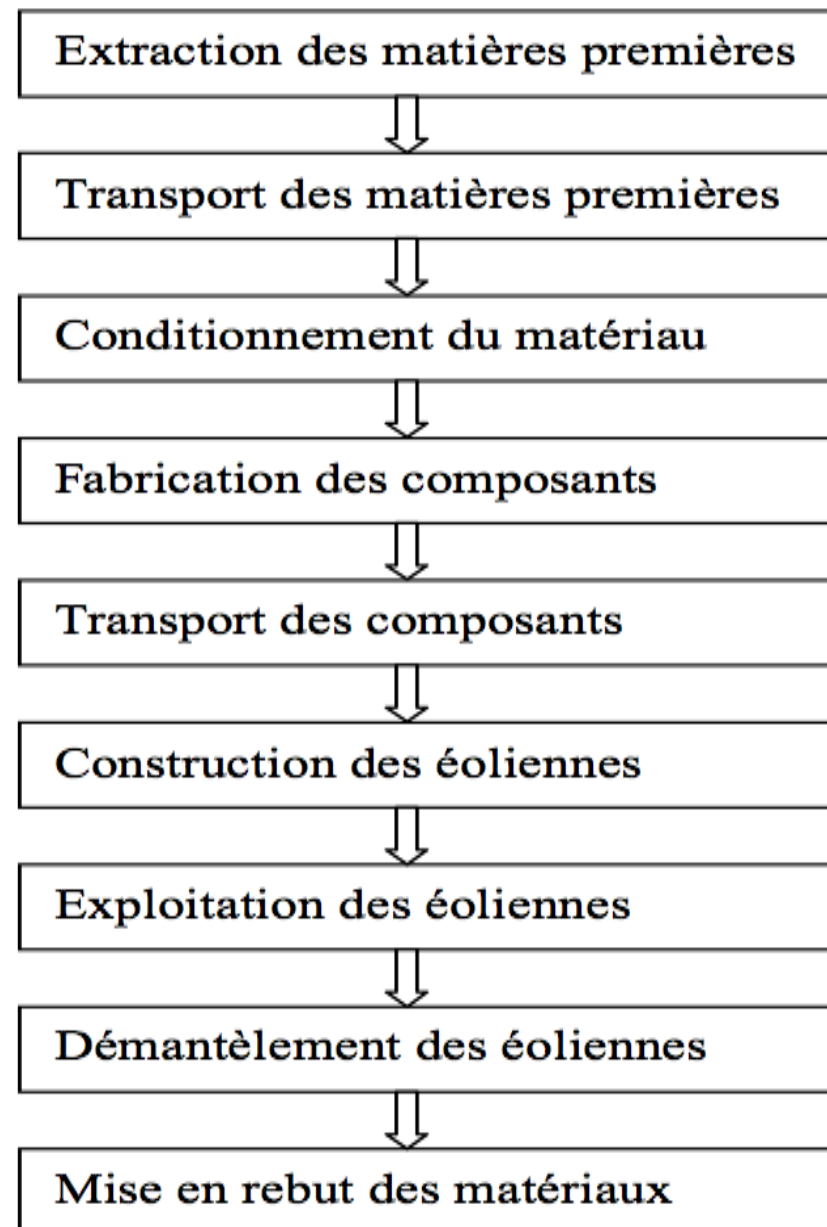 Extraction des matières premières
Transport des matières premières
Conditionnement du matériau
Fabrication des composants
Transport des composants
Construction des éoliennes
Exploitation des éoliennes
Démantèlement des éoliennes
Mise en rebut des matériaux